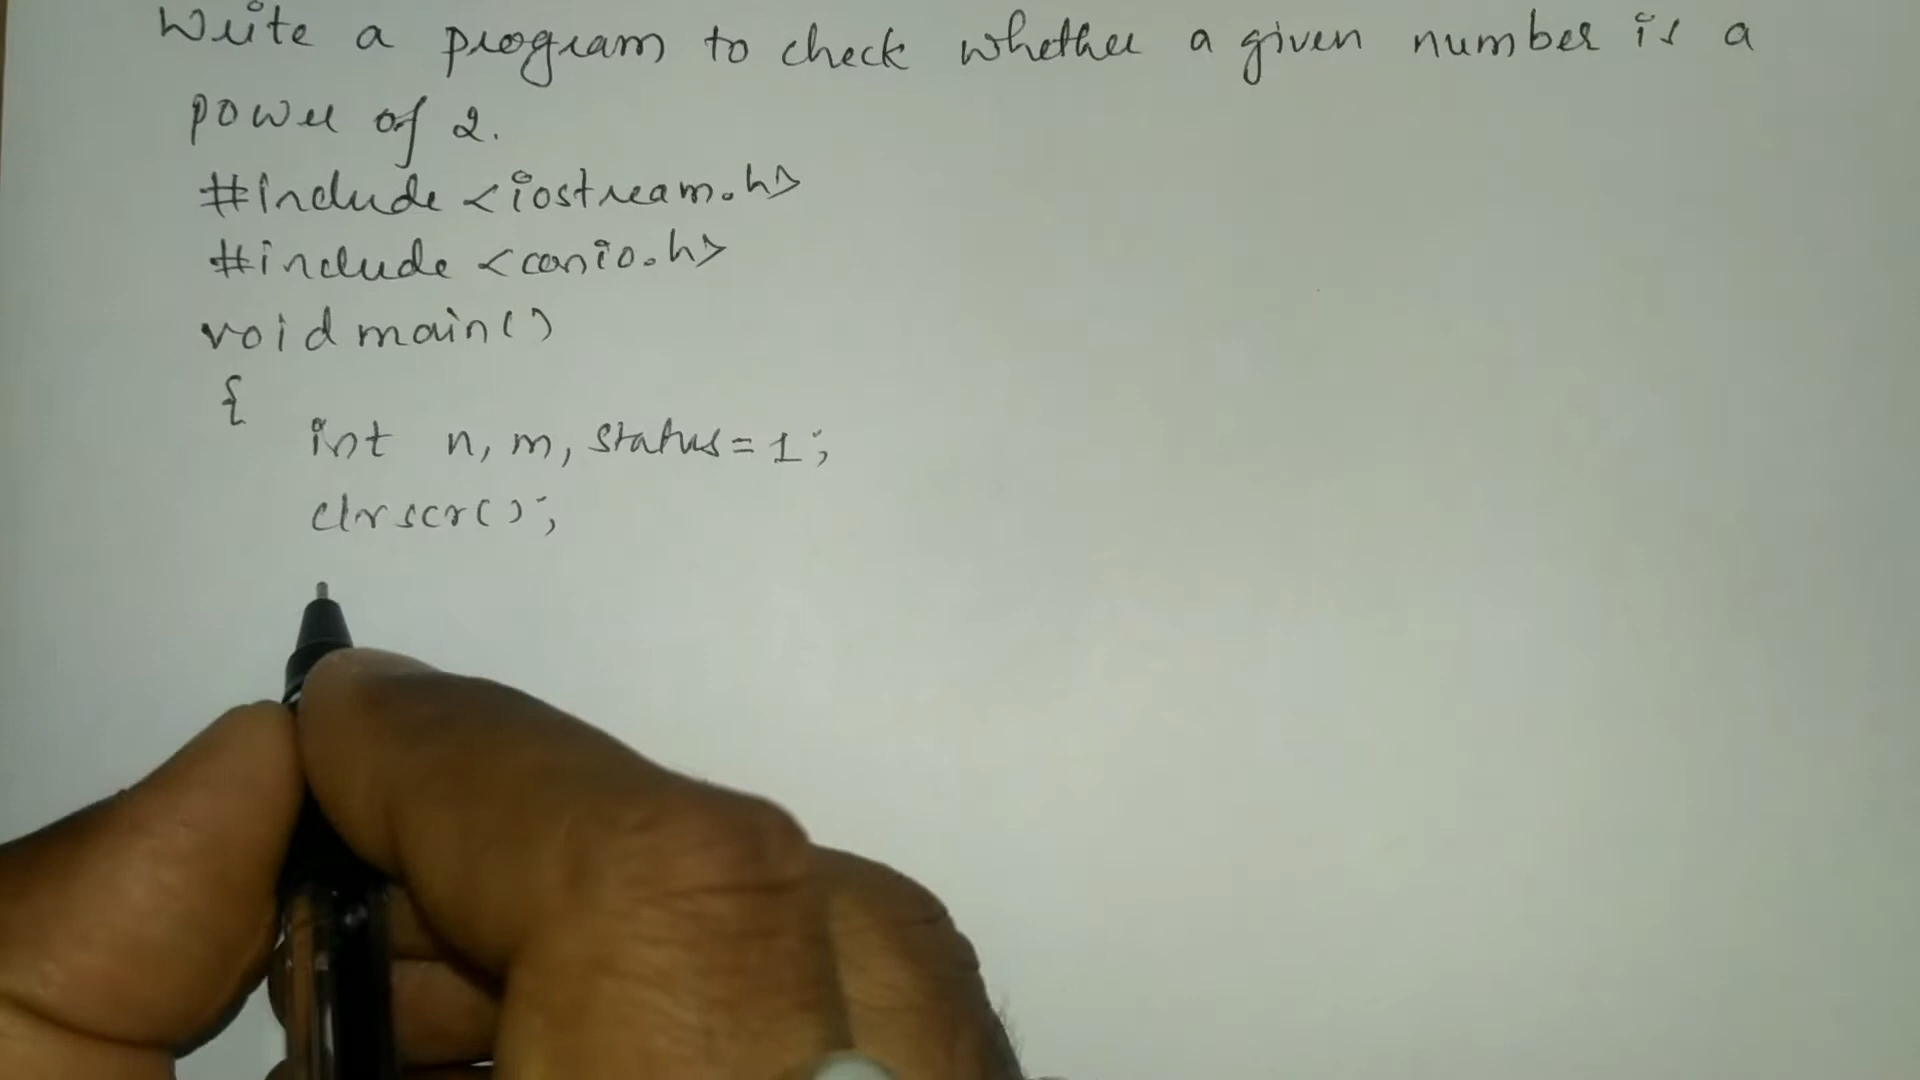 Write a program to check whether a given number is a
power of 2.
#include <iostream.h>
#include <conio.h>
void main()
{
int n, m, status = 1;
clrscr();